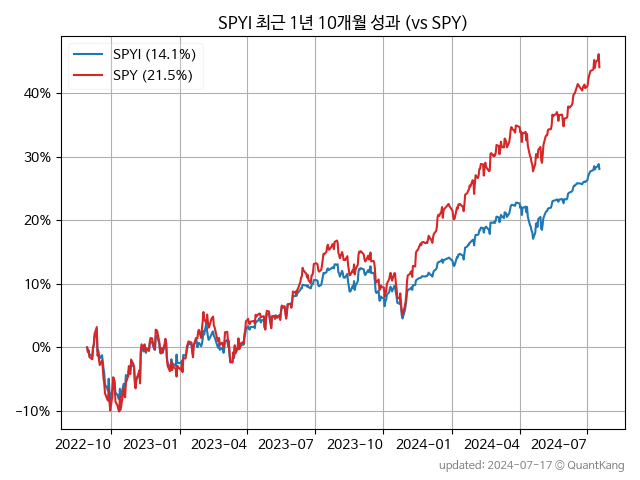 SPYI 최근 1년 10개월 성과 (vs SPY)
SPYI (14.1%)
SPY (21.5%)
40%
30%
20%
10%
0%
−10%
2022-10 2023-01 2023-04 2023-07 2023-10 2024-01 2024-04 2024-07
updated: 2024-07-17 © QuantKang